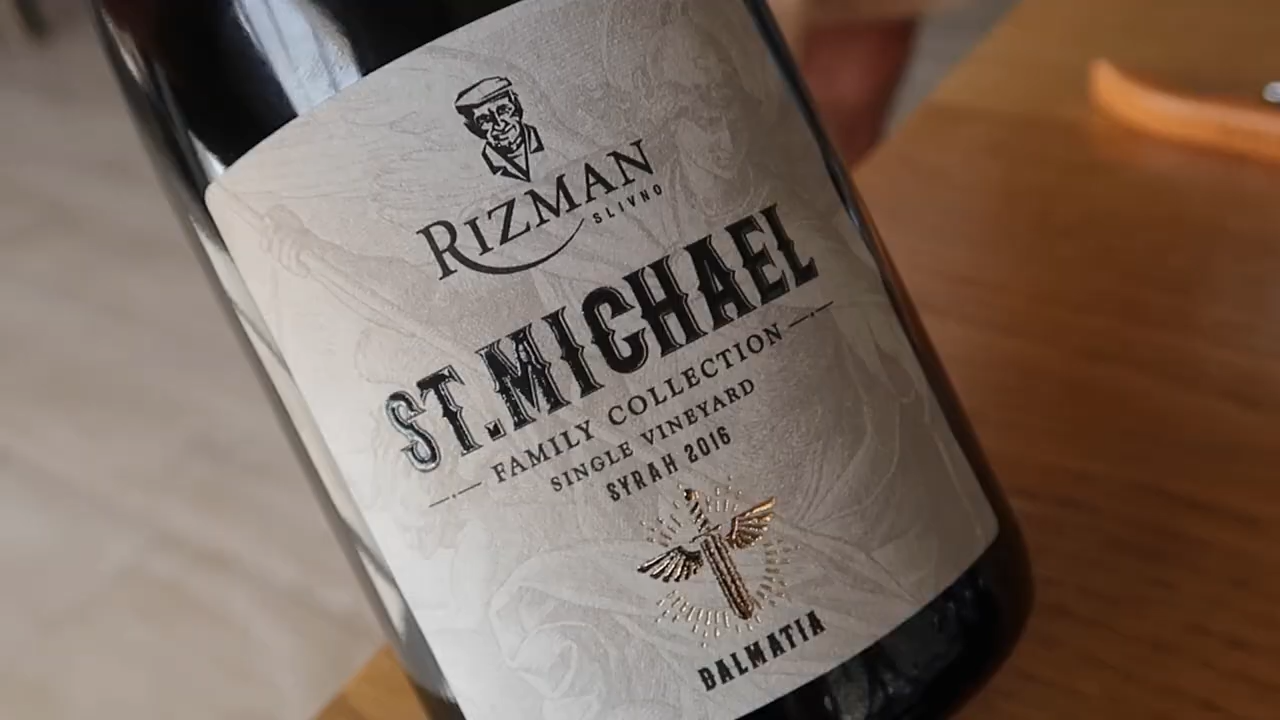 RIZMAN
SLIVNO
ST. MICHAEL
FAMILY COLLECTION
SINGLE VINEYARD
SYRAH 2016
DALMATIA